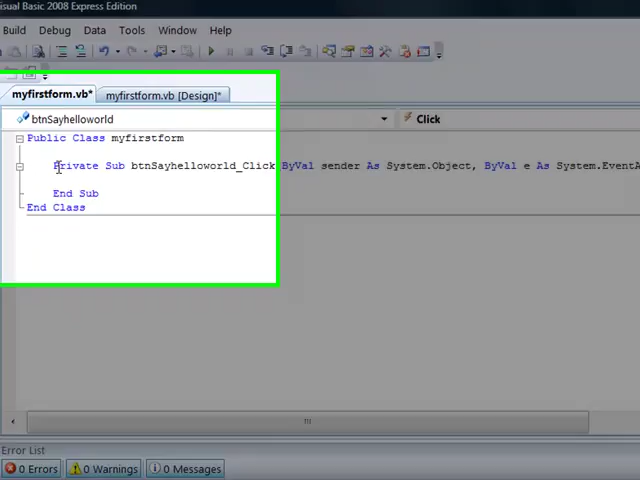 isual Basic 2008 Express Edition
Build Debug Data Tools Window Help
myfirstform.vb* myfirstform.vb [Design]*
btnSayhelloworld Click
Public Class myfirstform
Private Sub btnSayhelloworld_Click ByVal sender As System.Object, ByVal e As System.EventA
End Sub
End Class
Error List
0 Errors 0 Warnings 0 Messages